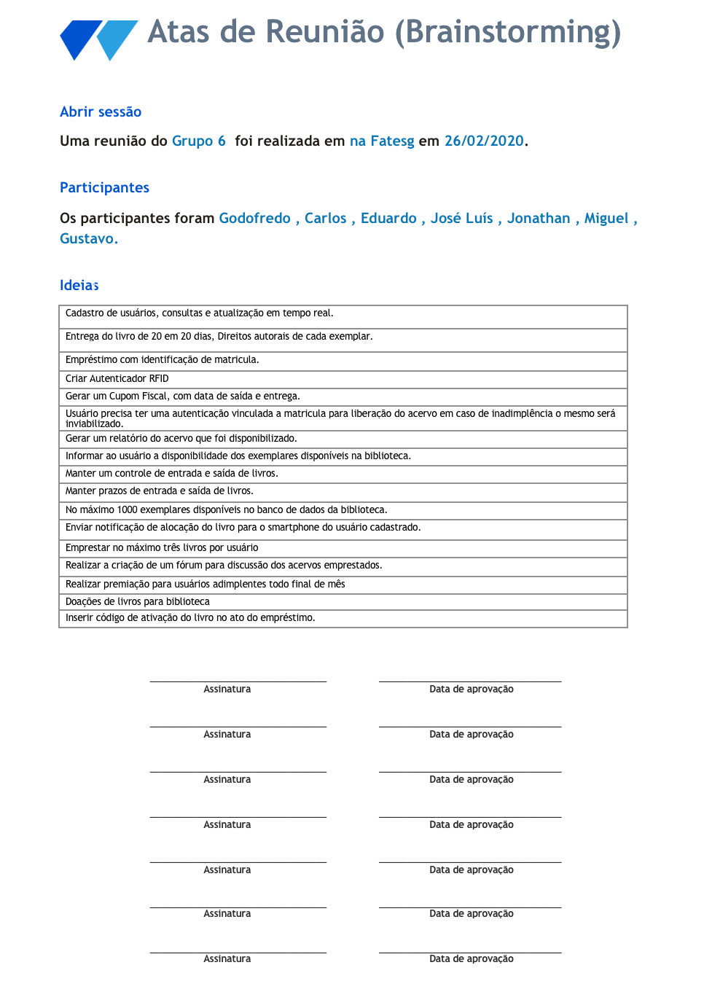 Atas de Reunião (Brainstorming)
Abrir sessão
Uma reunião do Grupo 6 foi realizada em na Fatesg em 26/02/2020.
Participantes
Os participantes foram Godofredo , Carlos , Eduardo , José Luís , Jonathan , Miguel ,
Gustavo.
Ideias
Cadastro de usuários, consultas e atualização em tempo real.
Entrega do livro de 20 em 20 dias, Direitos autorais de cada exemplar.
Empréstimo com identificação de matricula.
Criar Autenticador RFID
Gerar um Cupom Fiscal, com data de saída e entrega.
Usuário precisa ter uma autenticação vinculada a matricula para liberação do acervo em caso de inadimplência o mesmo será
inviabilizado.
Gerar um relatório do acervo que foi disponibilizado.
Informar ao usuário a disponibilidade dos exemplares disponíveis na biblioteca.
Manter um controle de entrada e saída de livros.
Manter prazos de entrada e saída de livros.
No máximo 1000 exemplares disponíveis no banco de dados da biblioteca.
Enviar notificação de alocação do livro para o smartphone do usuário cadastrado.
Emprestar no máximo três livros por usuário
Realizar a criação de um fórum para discussão dos acervos emprestados.
Realizar premiação para usuários adimplentes todo final de mês
Doações de livros para biblioteca
Inserir código de ativação do livro no ato do empréstimo.
Assinatura Data de aprovação
Assinatura Data de aprovação
Assinatura Data de aprovação
Assinatura Data de aprovação
Assinatura Data de aprovação
Assinatura Data de aprovação
Assinatura Data de aprovação